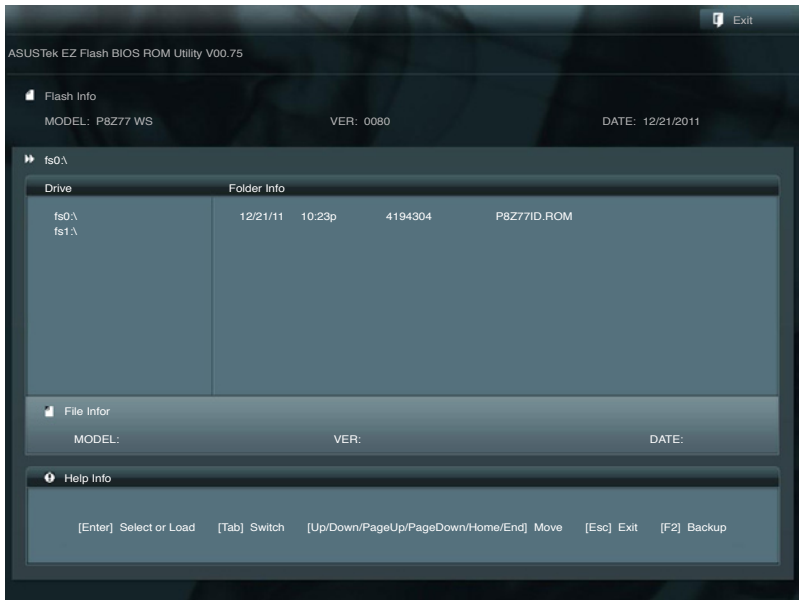 Exit
ASUSTek EZ Flash BIOS ROM Utility V00.75
Flash Info
MODEL: P8Z77 WS VER: 0080 DATE: 12/21/2011
fs0:\
Drive Folder Info
fs0:\ 12/21/11 10:23p 4194304 P8Z77ID.ROM
fs1:\
File Infor
MODEL: VER: DATE:
Help Info
[Enter] Select or Load [Tab] Switch [Up/Down/PageUp/PageDown/Home/End] Move [Esc] Exit [F2] Backup